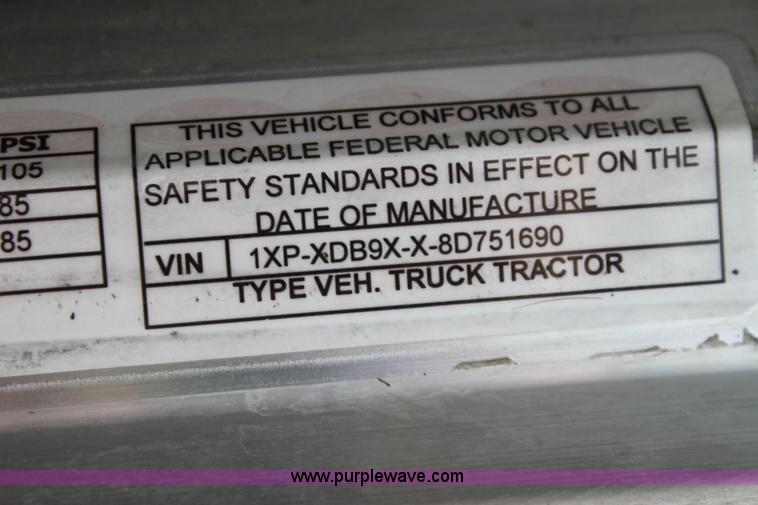 PSI
105
85
85
THIS VEHICLE CONFORMS TO ALL
APPLICABLE FEDERAL MOTOR VEHICLE
SAFETY STANDARDS IN EFFECT ON THE
DATE OF MANUFACTURE
VIN 1XP-XDB9X-X-8D751690
TYPE VEH. TRUCK TRACTOR
www.purplewave.com